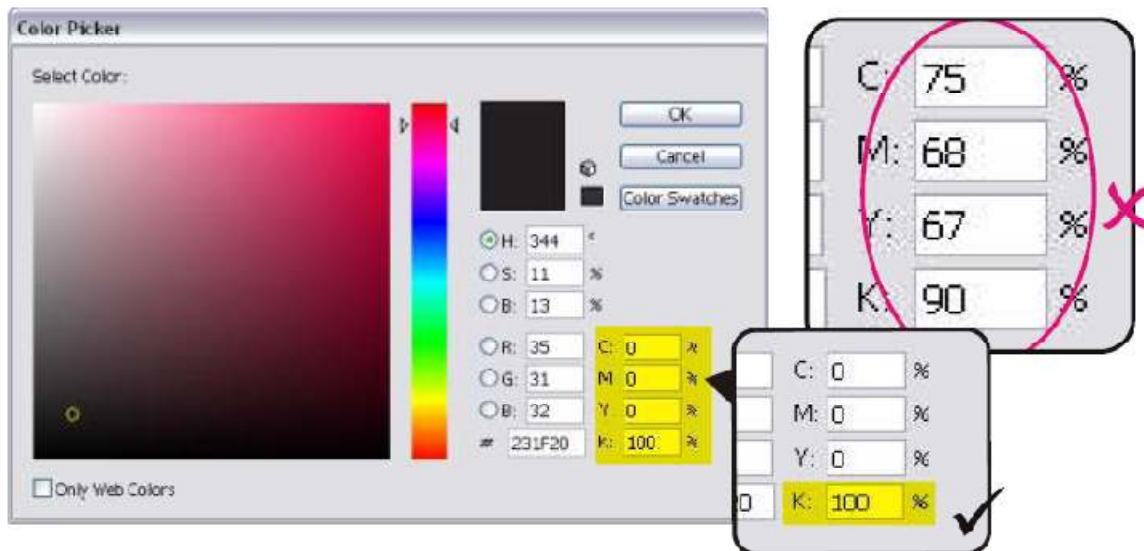 Color Picker
Select Color:
OK
Cancel
Color Swatches
H: 344 °
S: 11 %
B: 13 %
R: 35
G: 31
B: 32
# 231F20
C: 0 %
M 0 %
Y: 0 %
K: 100 %
Only Web Colors
C: 75 %
M: 68 %
Y: 67 %
K: 90 %
C: 0 %
M: 0 %
Y: 0 %
0 K: 100 %